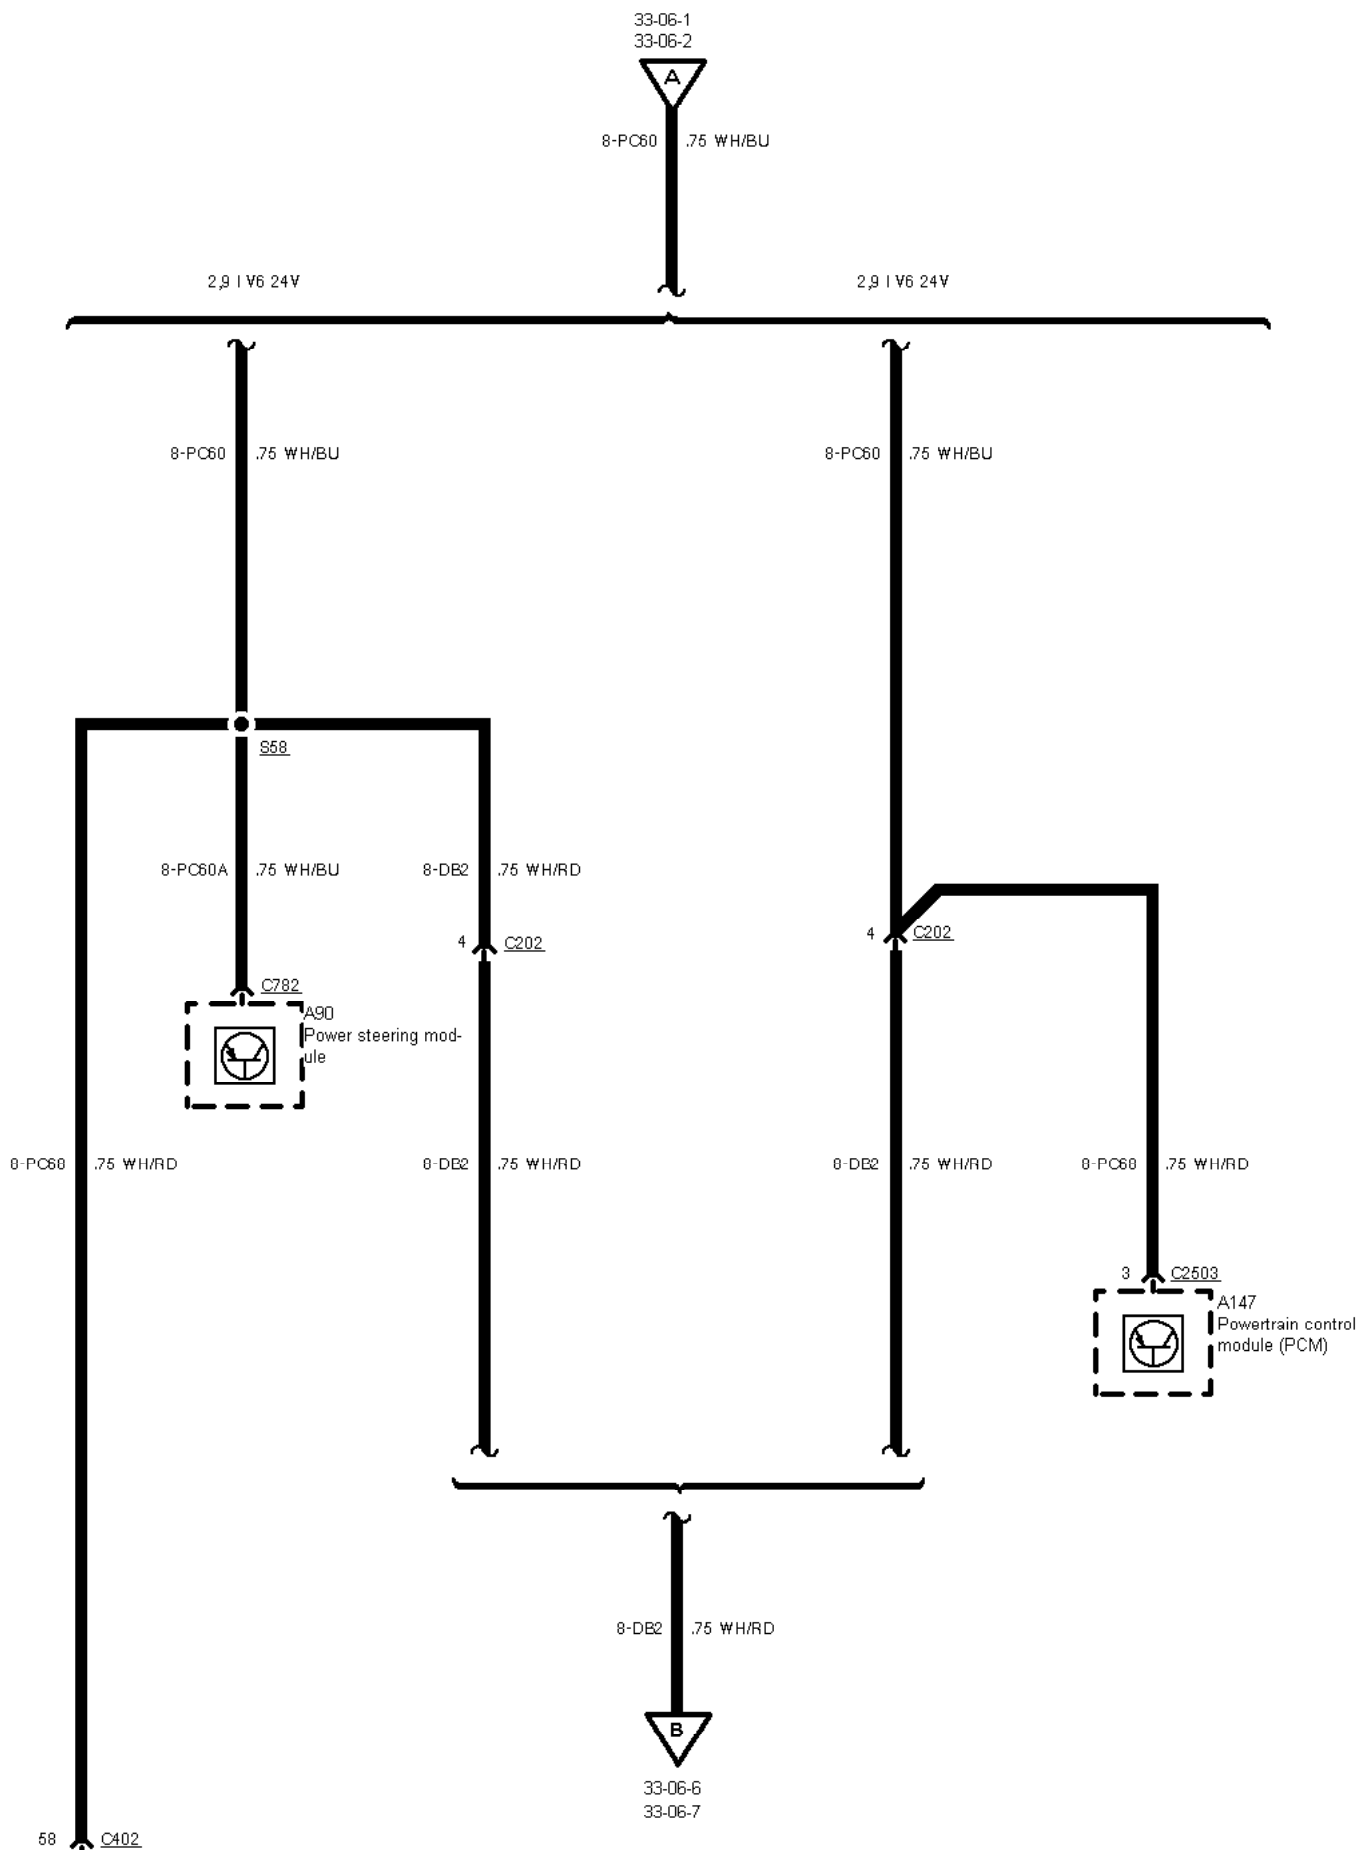 33-06-1
33-06-2
A
8-PC60 .75 WH/BU
2,9 l V6 24V 2,9 l V6 24V
8-PC60 .75 WH/BU 8-PC60 .75 WH/BU
S58
8-PC60A .75 WH/BU 8-DB2 .75 WH/RD
4 C202 4 C202
C782
A90
Power steering mod-
ule
8-PC68 .75 WH/RD 8-DB2 .75 WH/RD 8-DB2 .75 WH/RD 8-PC68 .75 WH/RD
3 C2503
A147
Powertrain control
module (PCM)
8-DB2 .75 WH/RD
B
33-06-6
33-06-7
58 C402